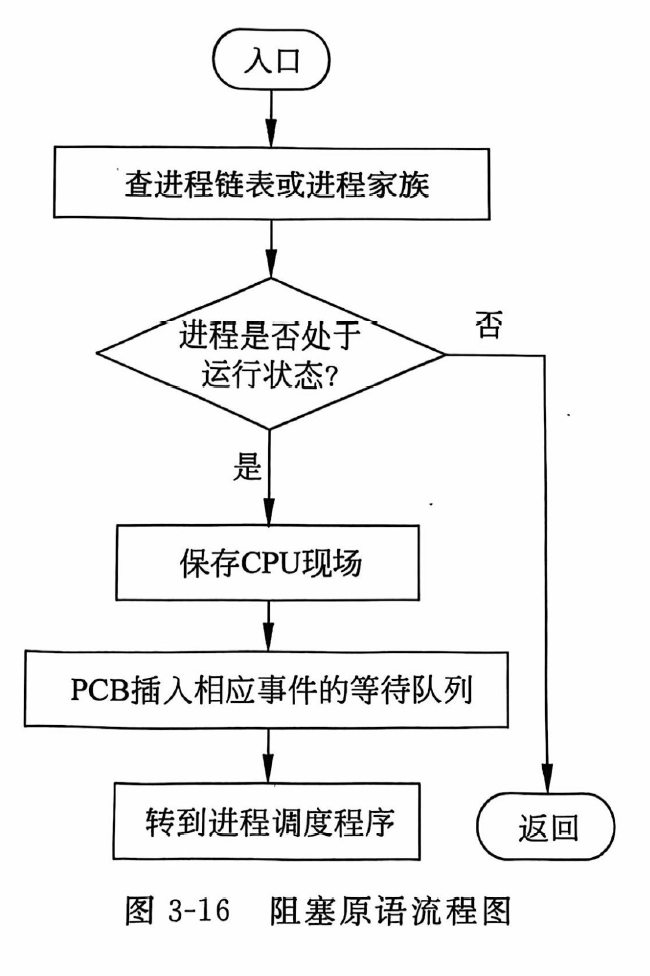 入口
查进程链表或进程家族
进程是否处于
运行状态?
否
是
保存CPU现场
PCB插入相应事件的等待队列
转到进程调度程序
返回
图 3-16 阻塞原语流程图